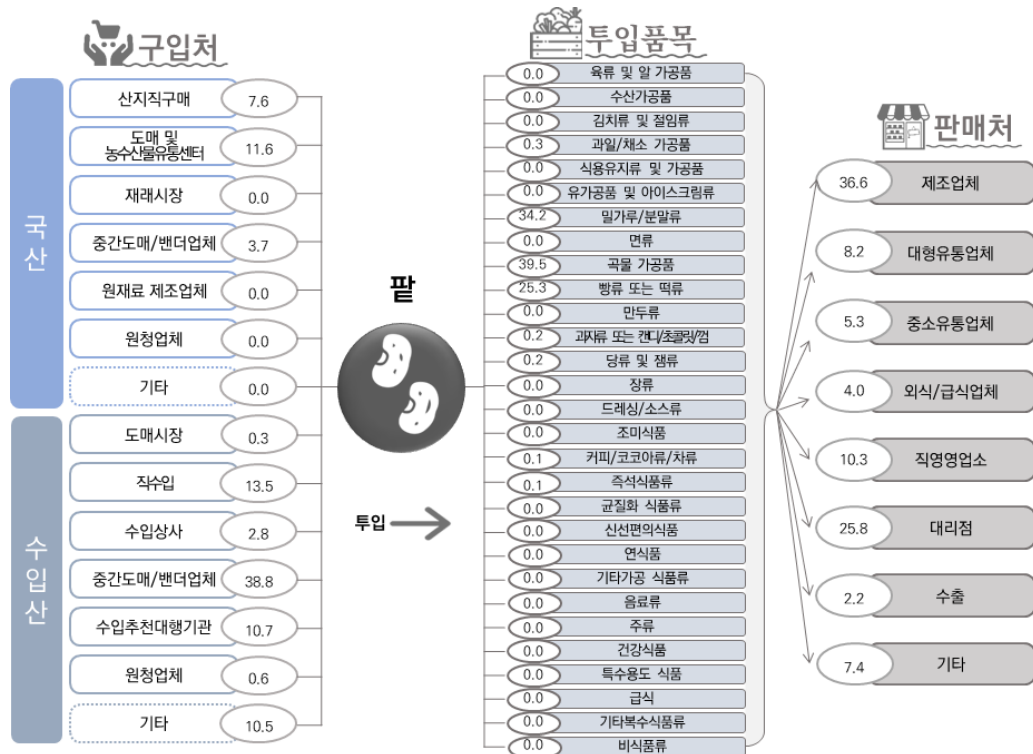 구입처
국산
산지직구매 7.6
도매 및
농수산물유통센터 11.6
재래시장 0.0
중간도매/밴더업체 3.7
원재료 제조업체 0.0
원청업체 0.0
기타 0.0
수입산
도매시장 0.3
직수입 13.5
수입상사 2.8
중간도매/밴더업체 38.8
수입추천대행기관 10.7
원청업체 0.6
기타 10.5
팥
투입
투입품목
0.0 육류 및 알 가공품
0.0 수산가공품
0.0 김치류 및 절임류
0.3 과일/채소 가공품
0.0 식용유지류 및 가공품
0.0 유가공품 및 아이스크림류
34.2 밀가루/분말류
0.0 면류
39.5 곡물 가공품
25.3 빵류 또는 떡류
0.0 만두류
0.2 과자류 또는 캔디/초콜릿/껌
0.2 당류 및 잼류
0.0 장류
0.0 드레싱/소스류
0.0 조미식품
0.1 커피/코코아류/차류
0.1 즉석식품류
0.0 균질화 식품류
0.0 신선편의식품
0.0 연식품
0.0 기타가공 식품류
0.0 음료류
0.0 주류
0.0 건강식품
0.0 특수용도 식품
0.0 급식
0.0 기타복수식품류
0.0 비식품류
판매처
36.6 제조업체
8.2 대형유통업체
5.3 중소유통업체
4.0 외식/급식업체
10.3 직영영업소
25.8 대리점
2.2 수출
7.4 기타